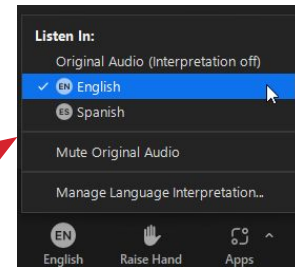 Listen In:
Original Audio (Interpretation off)
EN English
ES Spanish
Mute Original Audio
Manage Language Interpretation...
EN
English Raise Hand Apps